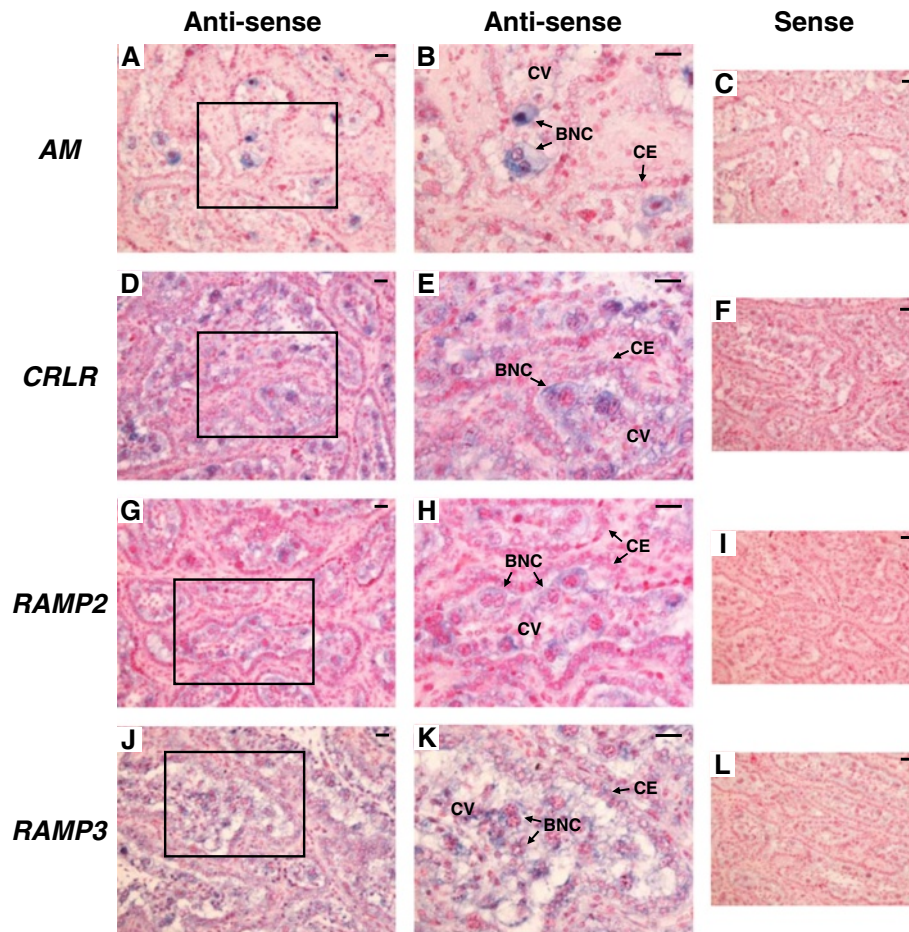 Anti-sense Anti-sense Sense
AM
A
B
CV
BNC
CE
C
CRLR
D
E
CE
BNC
CV
F
RAMP2
G
H
CE
BNC
CV
I
RAMP3
J
K
CE
CV
BNC
L